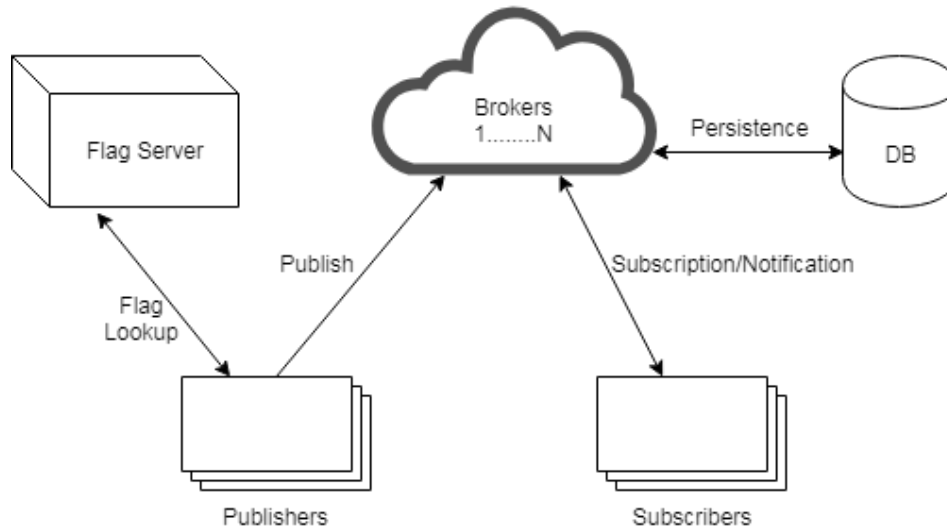 Brokers
1........N
Flag Server
Persistence
DB
Publish
Subscription/Notification
Flag
Lookup
Publishers
Subscribers